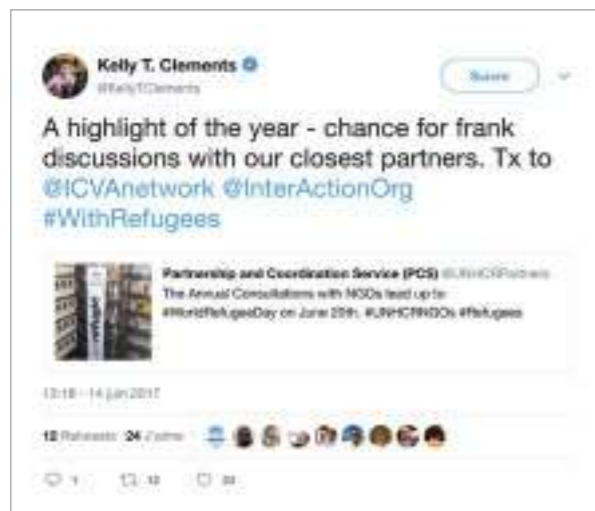 Kelly T. Clements
@KellyTClements
Suivre
A highlight of the year - chance for frank
discussions with our closest partners. Tx to
@ICVAnetwork @InterActionOrg
#WithRefugees
Partnership and Coordination Service (PCS) @UNHCRPartners
The Annual Consultations with NGOs lead up to
#WorldRefugeeDay on June 20th. #UNHCRNGOs #Refugees
refugee
14 juin 2017
12 Retweets 24 J'aime
1 12